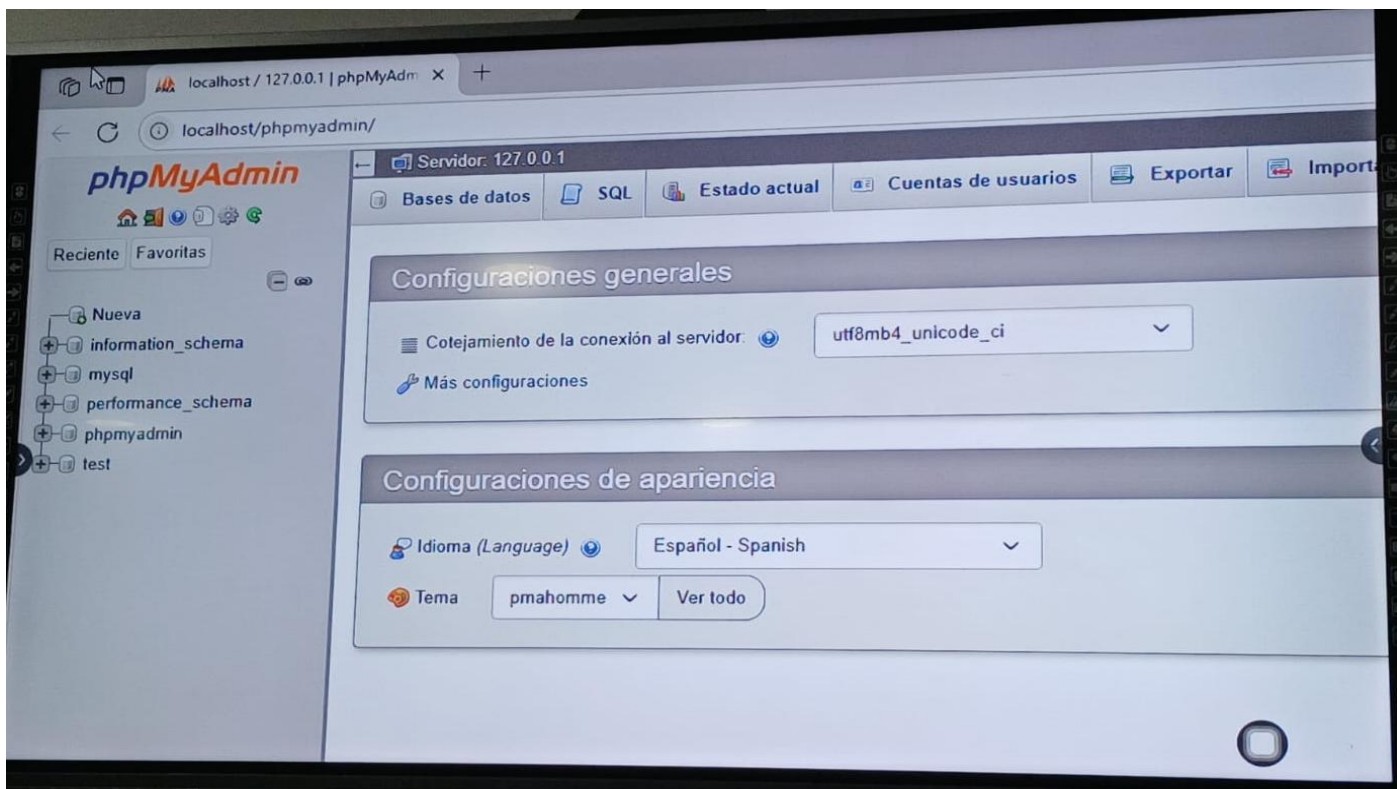 localhost / 127.0.0.1 | phpMyAdm
localhost/phpmyadmin/
phpMyAdmin
Reciente Favoritas
Nueva
information_schema
mysql
performance_schema
phpmyadmin
test
Servidor: 127.0.0.1
Bases de datos SQL Estado actual Cuentas de usuarios Exportar Importa
Configuraciones generales
Cotejamiento de la conexión al servidor: utf8mb4_unicode_ci
Más configuraciones
Configuraciones de apariencia
Idioma (Language) Español - Spanish
Tema pmahomme Ver todo